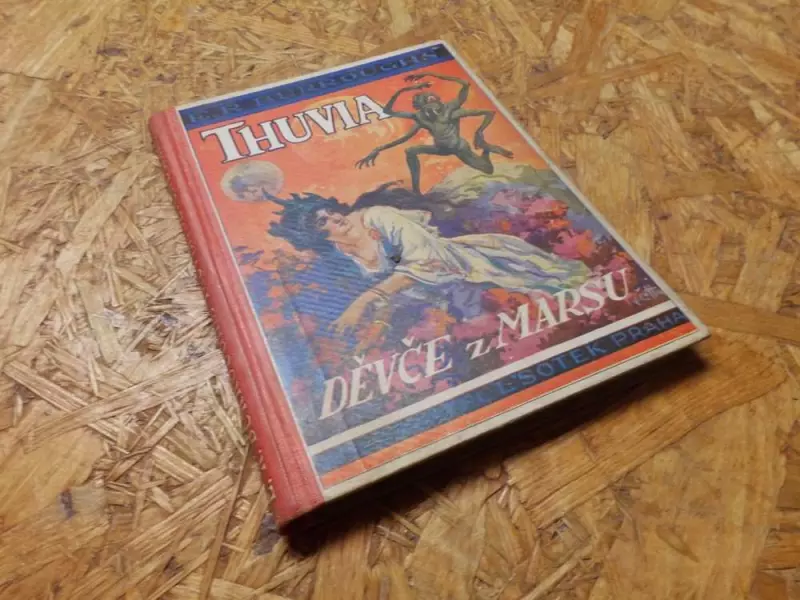 E. R. BURROUGHS
THUVIA
DĚVČE z MARSU
ŠOTEK PRAHA